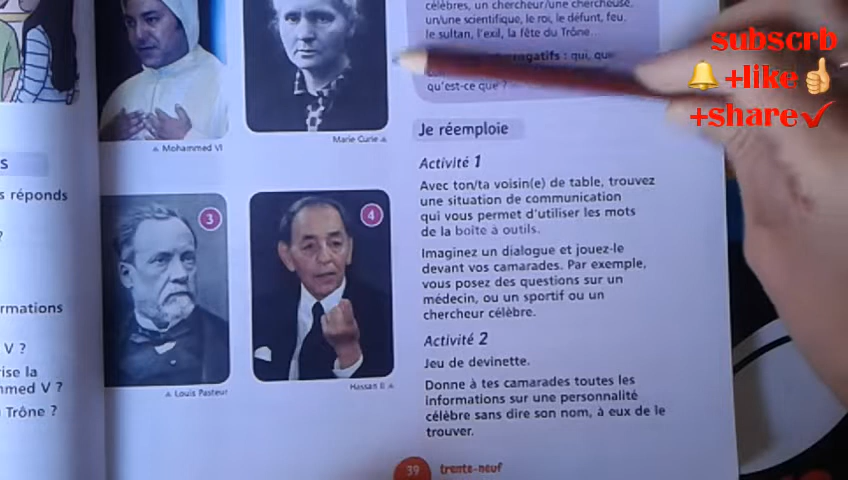 célèbres, un chercheur/une chercheuse,
un/une scientifique, le roi, le défunt, feu,
le sultan, l'exil, la fête du Trône...
qui, que
qu'est-ce que ?
subscrb
+like
+share
Mohammed VI
Marie Curie
s
s réponds
?
rmations
V ?
rise la
med V ?
Trône ?
3
4
Louis Pasteur
Hassan II
Je réemploie
Activité 1
Avec ton/ta voisin(e) de table, trouvez
une situation de communication
qui vous permet d'utiliser les mots
de la boîte à outils.
Imaginez un dialogue et jouez-le
devant vos camarades. Par exemple,
vous posez des questions sur un
médecin, ou un sportif ou un
chercheur célèbre.
Activité 2
Jeu de devinette.
Donne à tes camarades toutes les
informations sur une personnalité
célèbre sans dire son nom, à eux de le
trouver.
39 trente-neuf